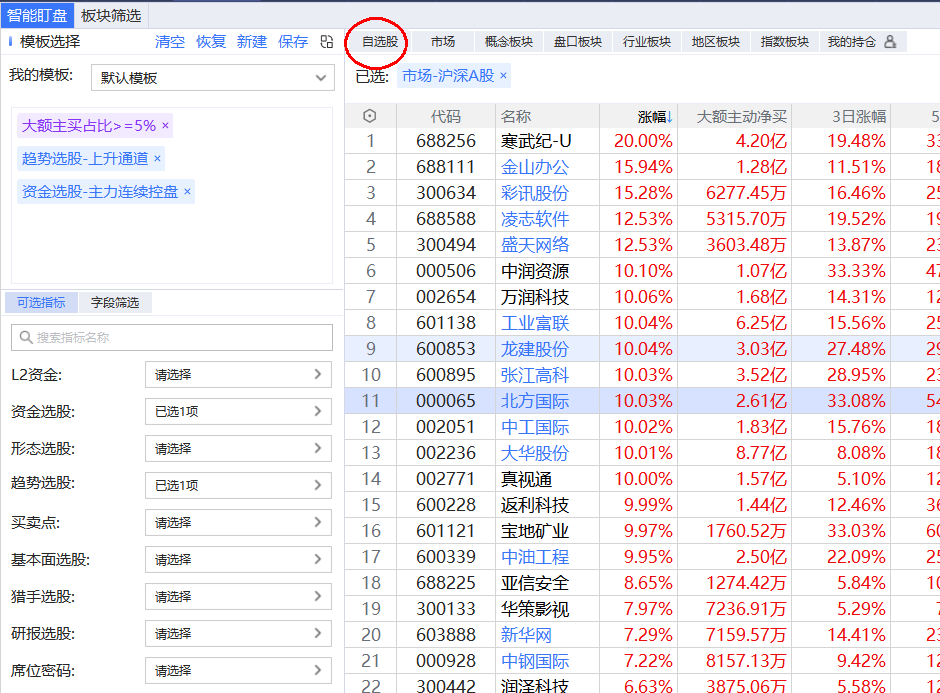 智能盯盘 板块筛选
模板选择 清空 恢复 新建 保存
我的模板: 默认模板
大额主买占比>=5% ×
趋势选股-上升通道 ×
资金选股-主力连续控盘 ×
可选指标 字段筛选
搜索指标名称
L2资金: 请选择
资金选股: 已选1项
形态选股: 请选择
趋势选股: 已选1项
买卖点: 请选择
基本面选股: 请选择
猎手选股: 请选择
研报选股: 请选择
席位密码: 请选择
自选股 市场 概念板块 盘口板块 行业板块 地区板块 指数板块 我的持仓
已选: 市场-沪深A股 ×
代码 名称 涨幅↓ 大额主动净买 3日涨幅 5
1 688256 寒武纪-U 20.00% 4.20亿 19.48%
2 688111 金山办公 15.94% 1.28亿 11.51%
3 300634 彩讯股份 15.28% 6277.45万 16.46%
4 688588 凌志软件 12.53% 5315.70万 19.52%
5 300494 盛天网络 12.53% 3603.48万 13.87%
6 000506 中润资源 10.10% 1.07亿 33.33%
7 002654 万润科技 10.06% 1.68亿 14.31%
8 601138 工业富联 10.04% 6.25亿 15.56%
9 600853 龙建股份 10.04% 3.03亿 27.48%
10 600895 张江高科 10.03% 3.52亿 28.95%
11 000065 北方国际 10.03% 2.61亿 33.08%
12 002051 中工国际 10.02% 1.83亿 15.76%
13 002236 大华股份 10.01% 8.77亿 8.08%
14 002771 真视通 10.00% 1.57亿 5.10%
15 600228 返利科技 9.99% 1.44亿 12.46%
16 601121 宝地矿业 9.97% 1760.52万 33.03%
17 600339 中油工程 9.95% 2.50亿 22.09%
18 688225 亚信安全 8.65% 1274.42万 5.84%
19 300133 华策影视 7.97% 7236.91万 5.29%
20 603888 新华网 7.29% 7159.57万 14.41%
21 000928 中钢国际 7.22% 8157.13万 9.42%
22 300442 润泽科技 6.63% 3875.06万 5.58%